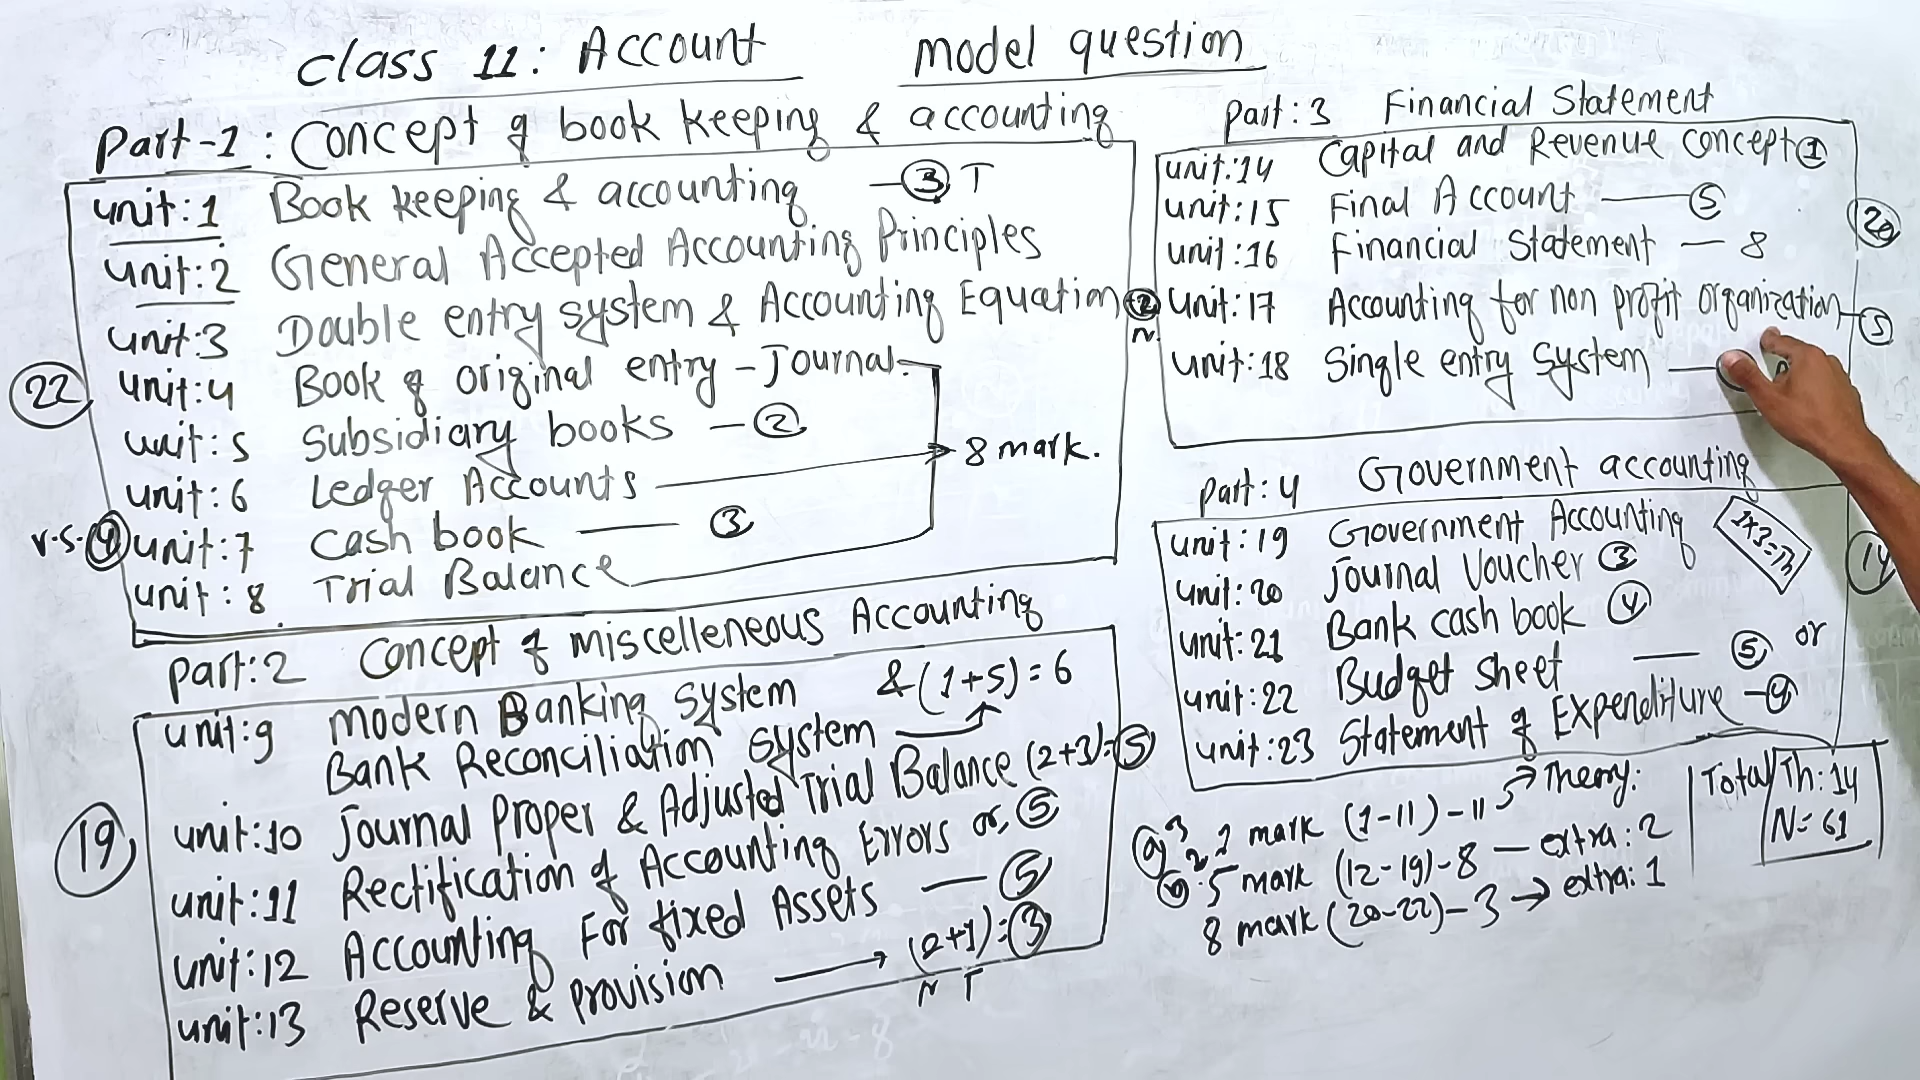 class 11: Account model question
Part-1: Concept of book keeping & accounting
unit:1 Book keeping & accounting — 3 T
unit:2 General Accepted Accounting Principles
unit:3 Double entry system & Accounting Equation 2 N.
unit:4 Book of original entry - Journal.
unit:5 Subsidiary books — 2
unit:6 Ledger Accounts 8 mark.
v.s. 4 unit:7 Cash book — 3
unit:8 Trial Balance
22
part:2 Concept of miscelleneous Accounting
unit:9 Modern Banking system & (1+5)=6
Bank Reconciliation system
unit:10 Journal Proper & Adjusted Trial Balance (2+3)=5
unit:11 Rectification of Accounting Errors or, 5
unit:12 Accounting For fixed Assets — 5
unit:13 Reserve & provision → (2+1)=3
N T
19
part:3 Financial Statement
unit:14 Capital and Revenue concept 1
unit:15 Final Account — 5
unit:16 Financial Statement — 8
unit:17 Accounting for non profit organization — 5
unit:18 Single entry System —
20
part:4 Government accounting
unit:19 Government Accounting 1+3=Th
unit:20 Journal Voucher 3
unit:21 Bank cash book 4
unit:22 Budget sheet — 5 or
unit:23 Statement of Expenditure — 4
14
1 mark (1-11) - 11 → Theory:
5 mark (12-19) - 8 — extra: 2
8 mark (20-22) - 3 → extra: 1
Total Th: 14
N= 61